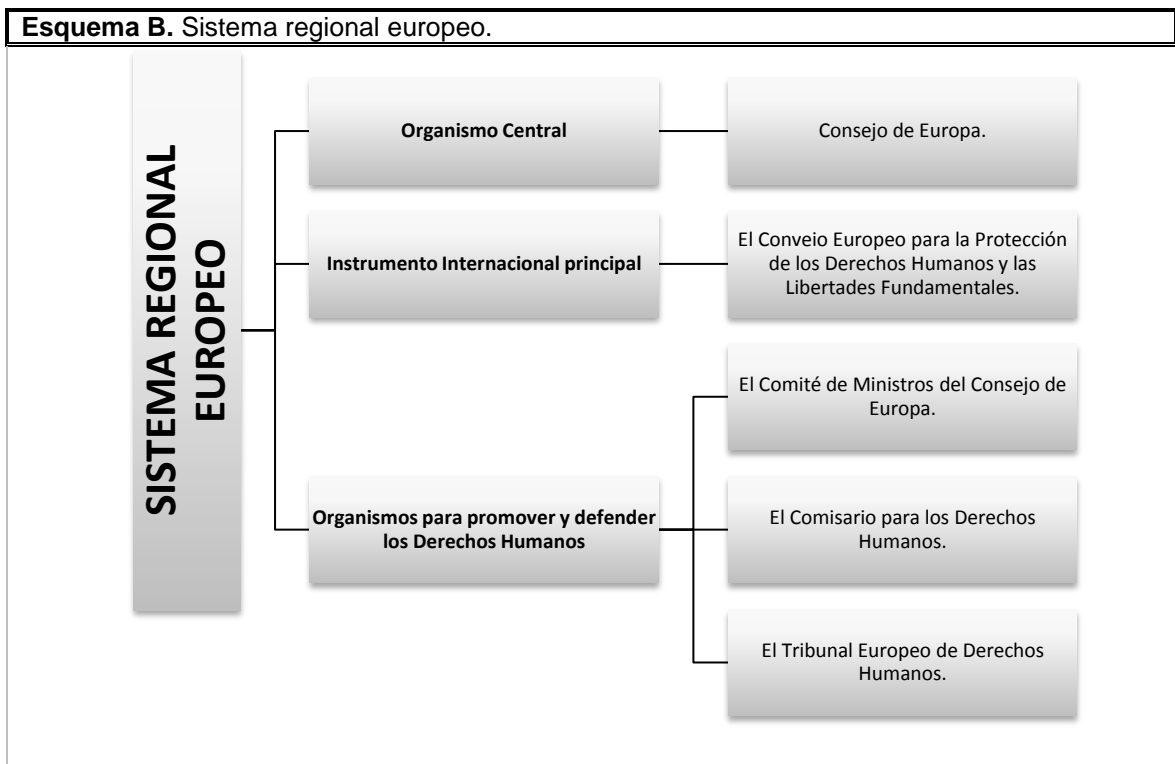 Esquema B. Sistema regional europeo.
SISTEMA REGIONAL
EUROPEO
Organismo Central
Consejo de Europa.
Instrumento Internacional principal
El Conveio Europeo para la Protección
de los Derechos Humanos y las
Libertades Fundamentales.
Organismos para promover y defender
los Derechos Humanos
El Comité de Ministros del Consejo de
Europa.
El Comisario para los Derechos
Humanos.
El Tribunal Europeo de Derechos
Humanos.